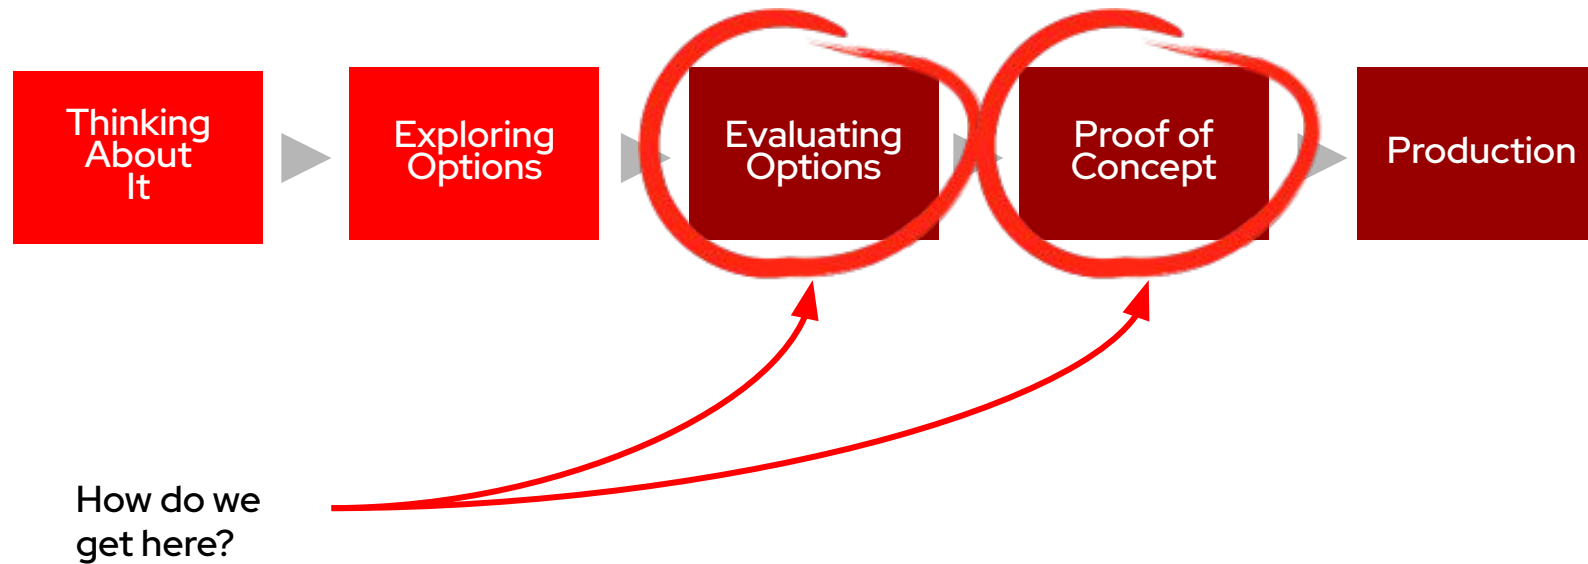 Thinking
About
It
Exploring
Options
Evaluating
Options
Proof of
Concept
Production
How do we
get here?